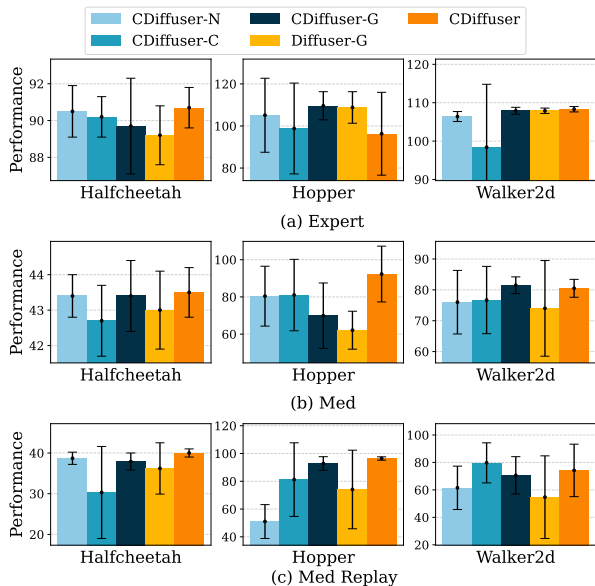 CDiffuser-N CDiffuser-G CDiffuser
CDiffuser-C Diffuser-G
Performance
90
88
Halfcheetah
120
100
80
Hopper
120
110
100
90
Walker2d
(a) Expert
Performance
44
43
42
Halfcheetah
100
80
60
Hopper
90
80
70
60
Walker2d
(b) Med
Performance
40
30
20
Halfcheetah
120
100
80
60
40
Hopper
100
80
60
40
20
Walker2d
(c) Med Replay